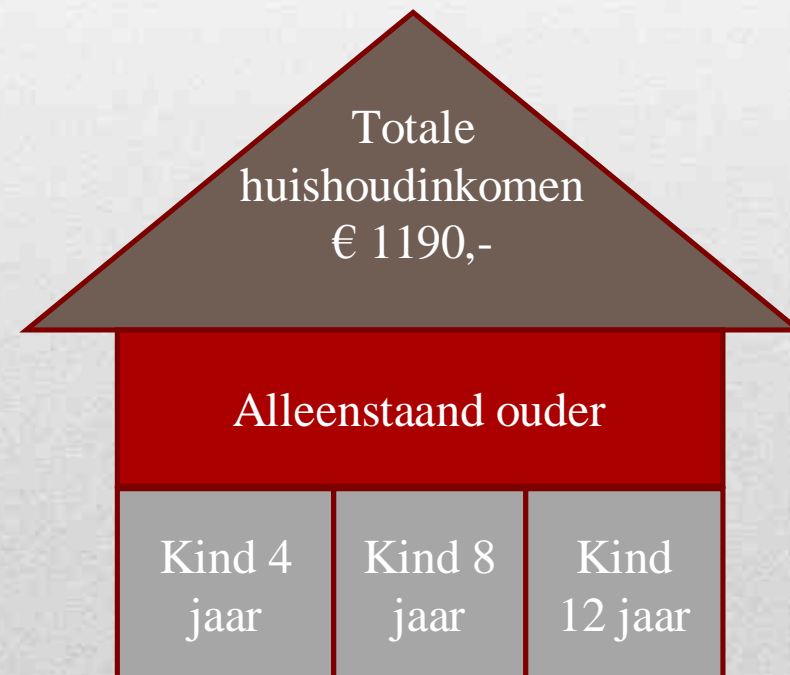 Totale
huishoudinkomen
€ 1190,-
Alleenstaand ouder
Kind 4
jaar
Kind 8
jaar
Kind
12 jaar